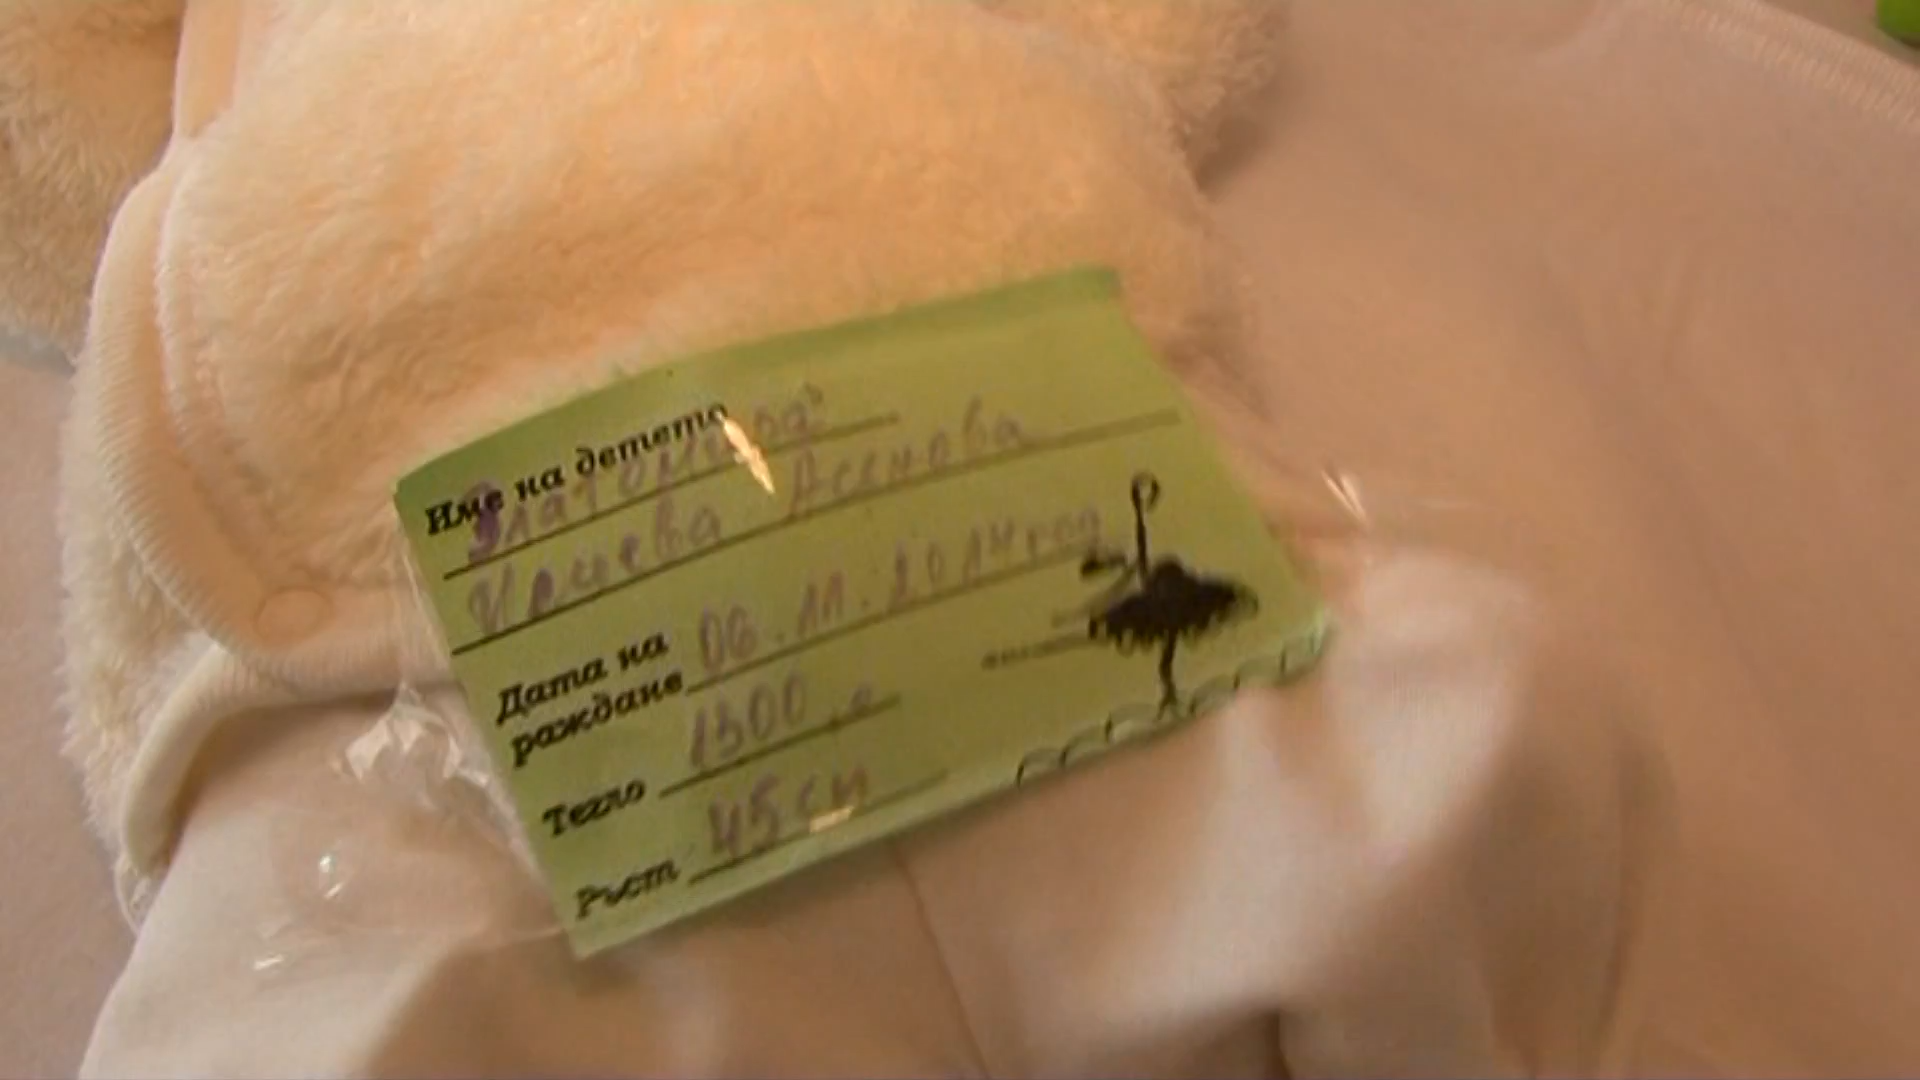 Име на детето
Асенова
Дата на 06.11.2014 год
раждане
Тегло 1300
Ръст 45 см